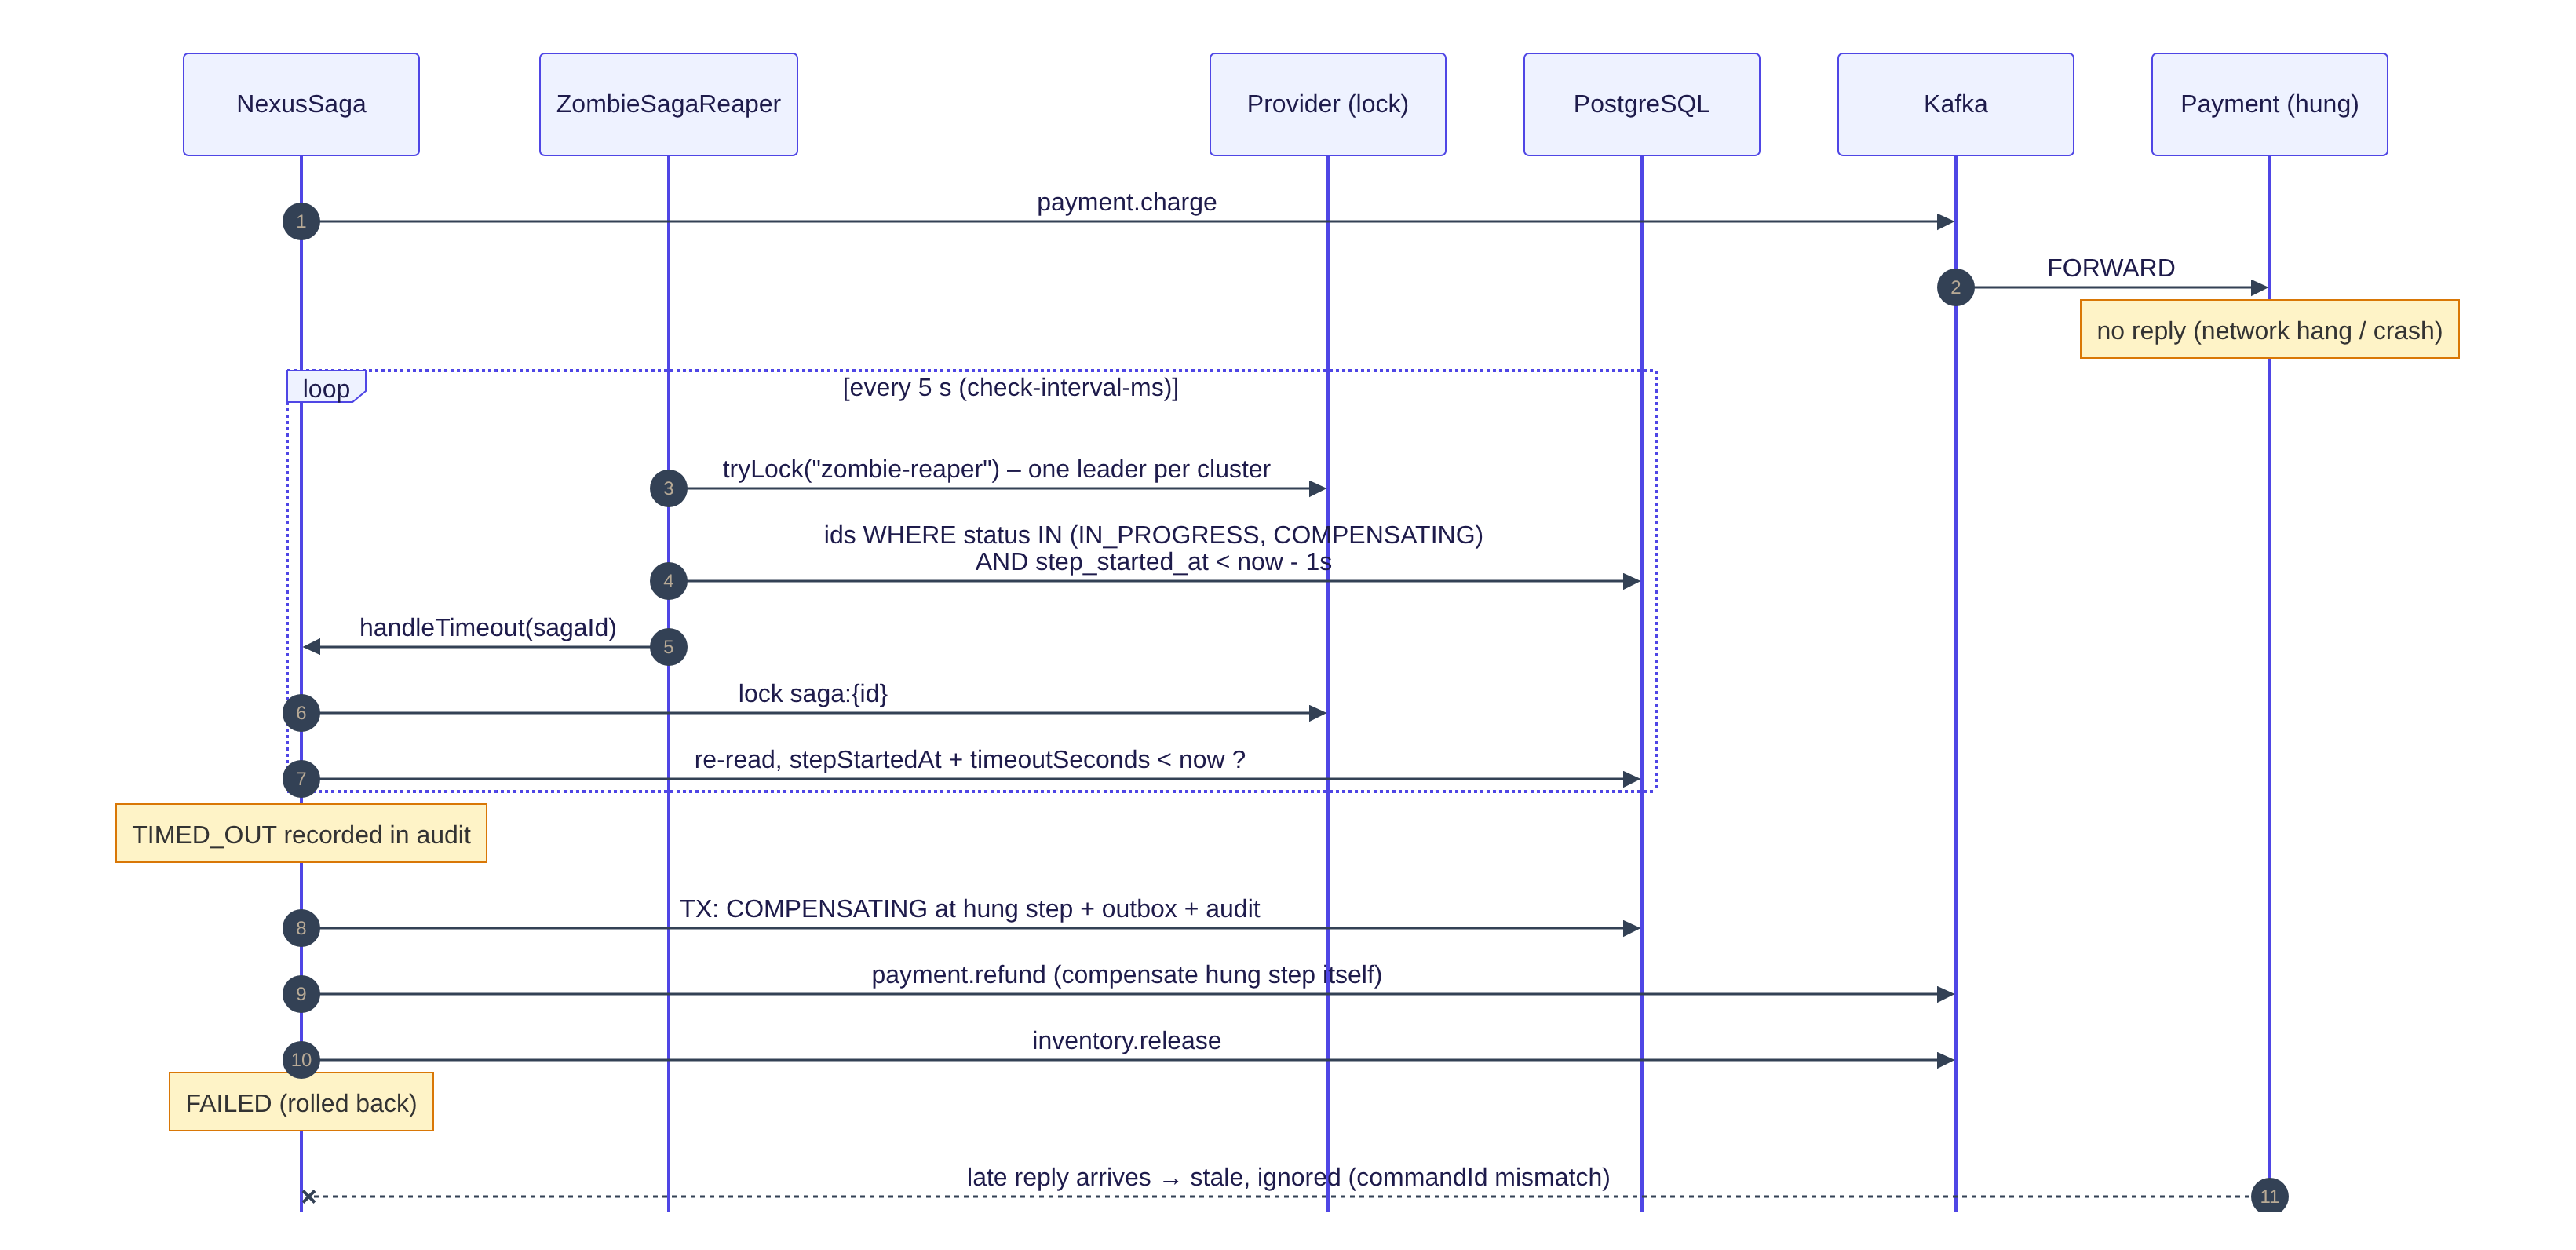 NexusSaga
ZombieSagaReaper
Provider (lock)
PostgreSQL
Kafka
Payment (hung)
payment.charge
1
FORWARD
2
no reply (network hang / crash)
loop
[every 5 s (check-interval-ms)]
tryLock("zombie-reaper") – one leader per cluster
3
ids WHERE status IN (IN_PROGRESS, COMPENSATING)
AND step_started_at < now - 1s
4
handleTimeout(sagaId)
5
lock saga:{id}
6
re-read, stepStartedAt + timeoutSeconds < now ?
7
TIMED_OUT recorded in audit
TX: COMPENSATING at hung step + outbox + audit
8
payment.refund (compensate hung step itself)
9
inventory.release
10
FAILED (rolled back)
late reply arrives → stale, ignored (commandId mismatch)
11